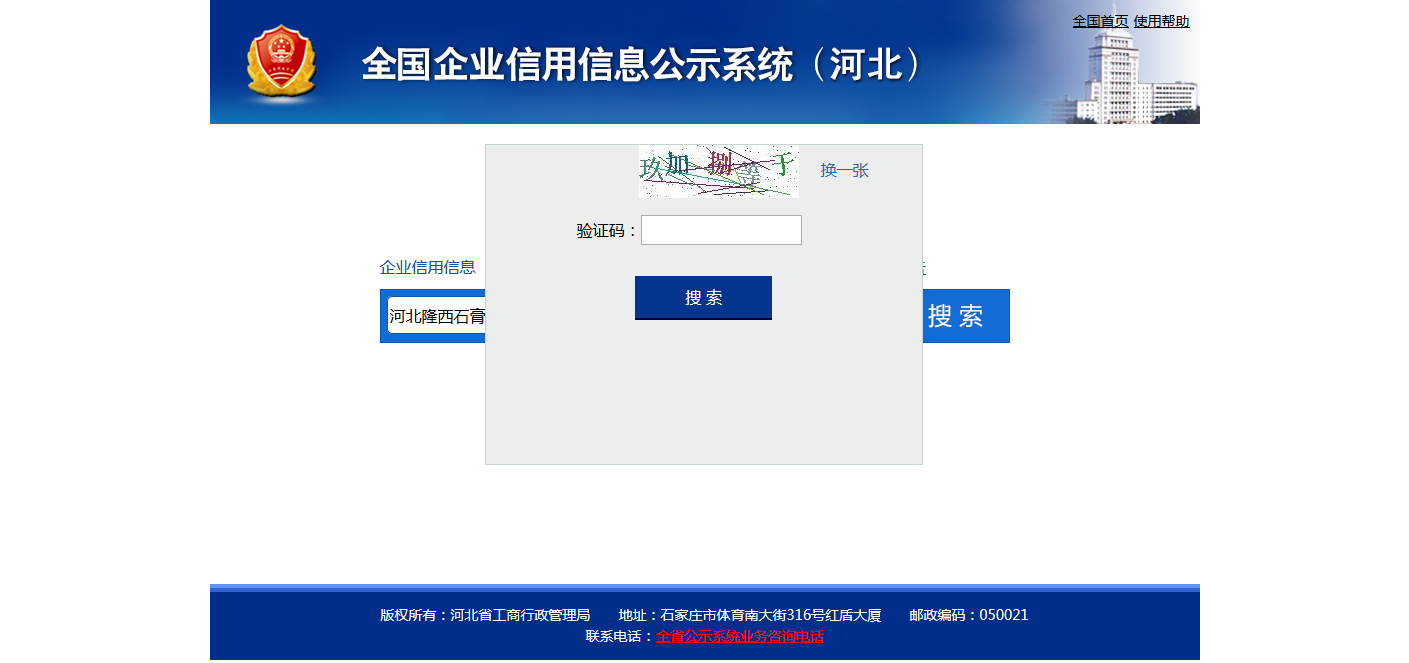 全国首页 使用帮助
全国企业信用信息公示系统（河北）
玖加捌等于
换一张
验证码：
企业信用信息
搜 索
河北隆西石膏
搜 索
版权所有：河北省工商行政管理局 地址：石家庄市体育南大街316号红盾大厦 邮政编码：050021
联系电话：全省公示系统业务咨询电话